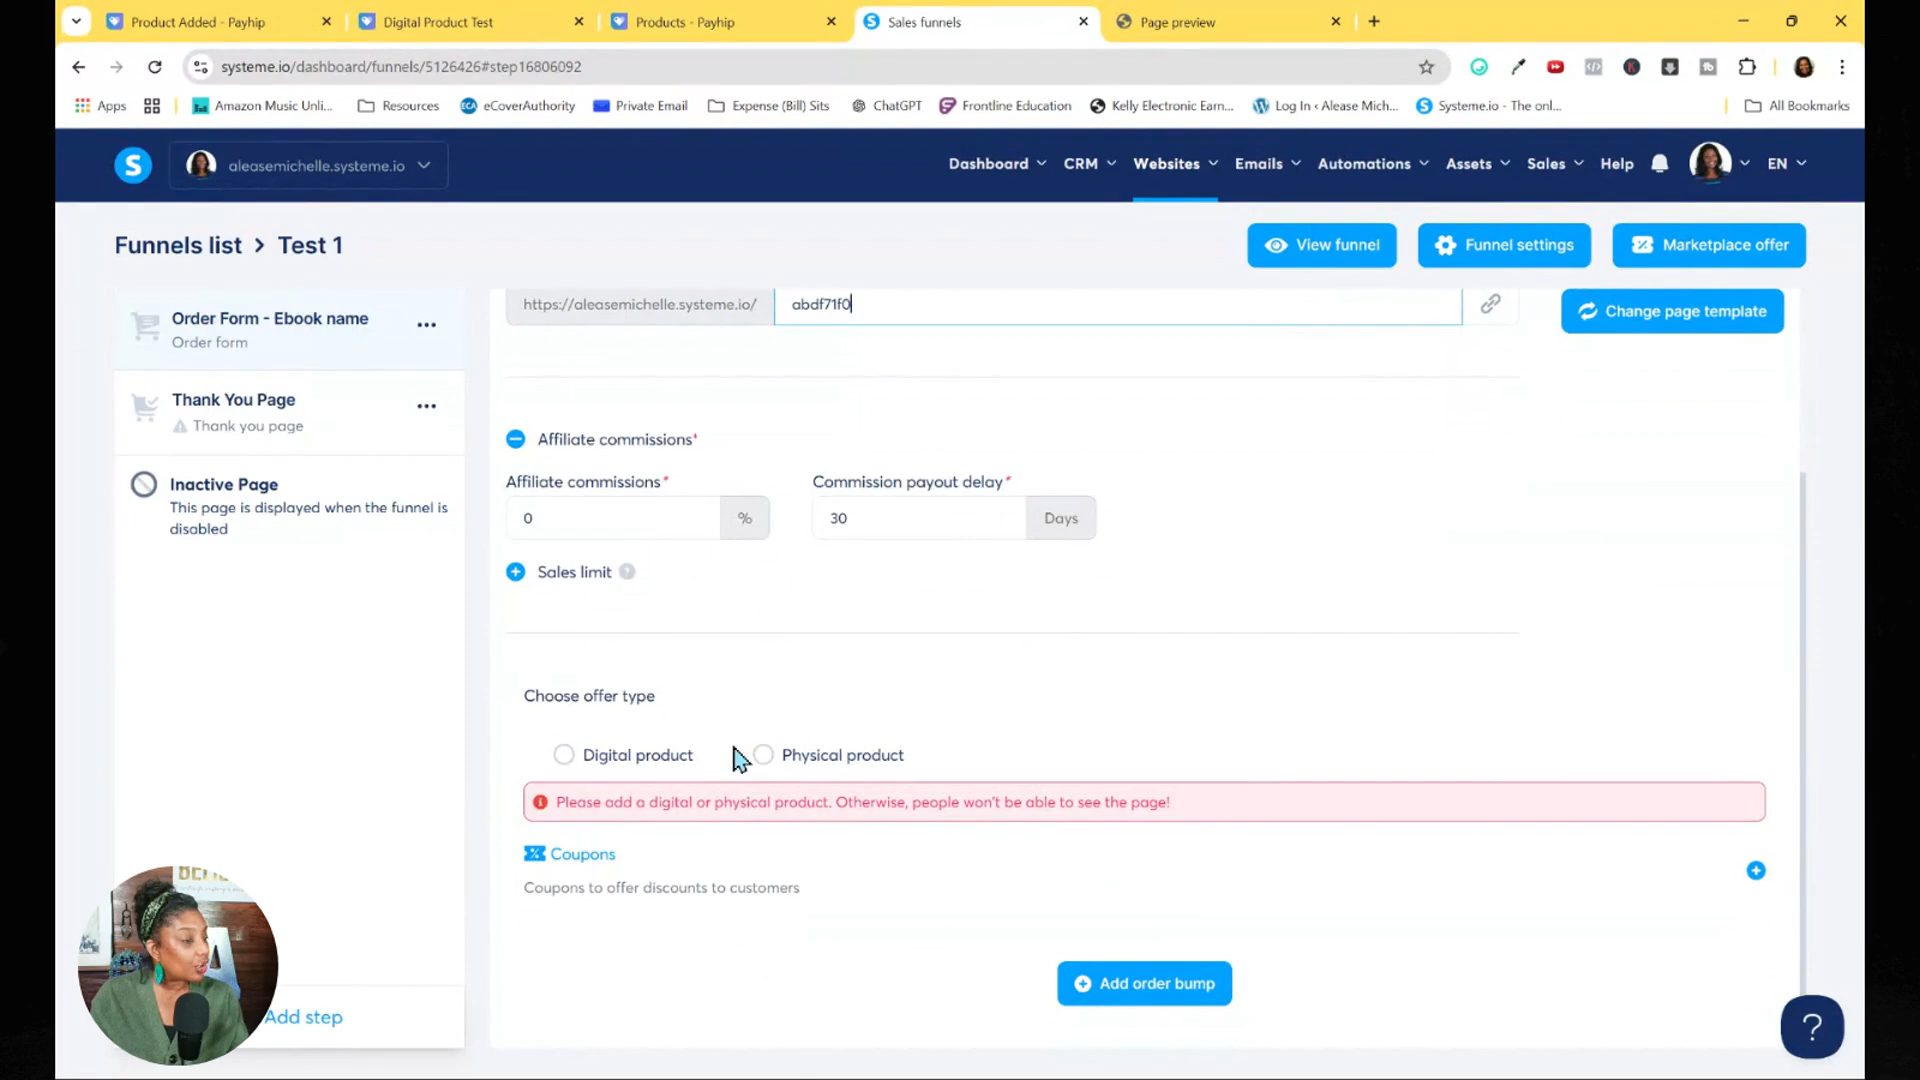 Product Added - Payhip
Digital Product Test
Products - Payhip
Sales funnels
Page preview
systeme.io/dashboard/funnels/5126426#step16806092
Apps
Amazon Music Unli...
Resources
eCoverAuthority
Private Email
Expense (Bill) Sits
ChatGPT
Frontline Education
Kelly Electronic Earn...
Log In ‹ Alease Mich...
Systeme.io - The onl...
All Bookmarks
S
aleasemichelle.systeme.io
Dashboard
CRM
Websites
Emails
Automations
Assets
Sales
Help
EN
Funnels list > Test 1
View funnel
Funnel settings
Marketplace offer
Order Form - Ebook name
Order form
Thank You Page
Thank you page
Inactive Page
This page is displayed when the funnel is
disabled
Add step
https://aleasemichelle.systeme.io/
abdf71f0
Change page template
Affiliate commissions*
Affiliate commissions*
Commission payout delay*
0
%
30
Days
Sales limit ?
Choose offer type
Digital product
Physical product
Please add a digital or physical product. Otherwise, people won't be able to see the page!
Coupons
Coupons to offer discounts to customers
Add order bump
?